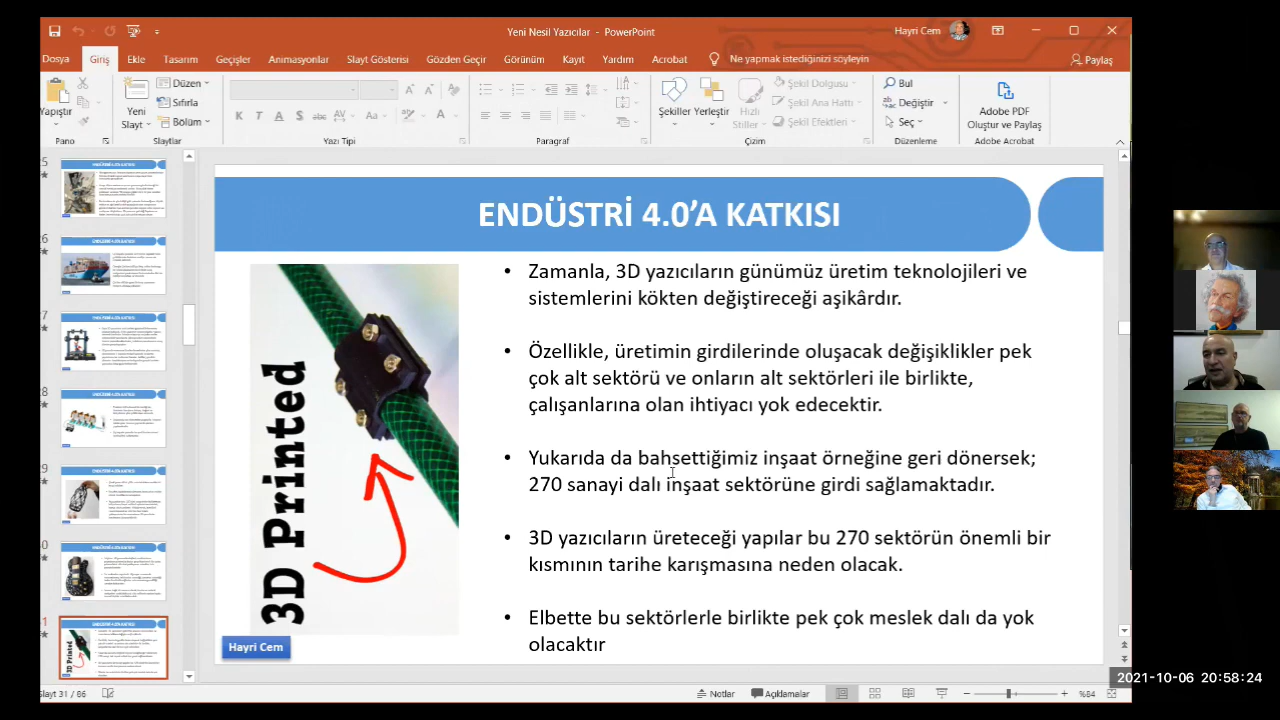 Yeni Nesil Yazıcılar - PowerPoint
Hayri Cem
Dosya Giriş Ekle Tasarım Geçişler Animasyonlar Slayt Gösterisi Gözden Geçir Görünüm Kayıt Yardım Acrobat Ne yapmak istediğinizi söyleyin Paylaş
Yapıştır
Yeni Slayt
Düzen
Sıfırla
Bölüm
K T A S abc AV Aa A
Şekiller Yerleştir Hızlı Stiller
Şekil Dolgusu
Şekil Ana Hattı
Şekil Efektleri
Bul
Değiştir
Seç
Adobe PDF
Oluştur ve Paylaş
Pano Slaytlar Yazı Tipi Paragraf Çizim Düzenleme Adobe Acrobat
ENDÜSTRİ 4.0'A KATKISI
3D Printed
• Zamanla, 3D yazıcıların günümüz üretim teknolojileri ve
sistemlerini kökten değiştireceği aşikârdır.
• Özellikle, üretimin girdilerinde oluşacak değişiklikler pek
çok alt sektörü ve onların alt sektörleri ile birlikte,
çalışanlarına olan ihtiyacı yok edecektir.
• Yukarıda da bahsettiğimiz inşaat örneğine geri dönersek;
270 sanayi dalı inşaat sektörüne girdi sağlamaktadır.
• 3D yazıcıların üreteceği yapılar bu 270 sektörün önemli bir
kısmının tarihe karışmasına neden olacak.
• Elbette bu sektörlerle birlikte pek çok meslek dalıda yok
olacaktır
Hayri Cem
Slayt 31 / 86
Notlar Açıklamalar %84
2021-10-06 20:58:24